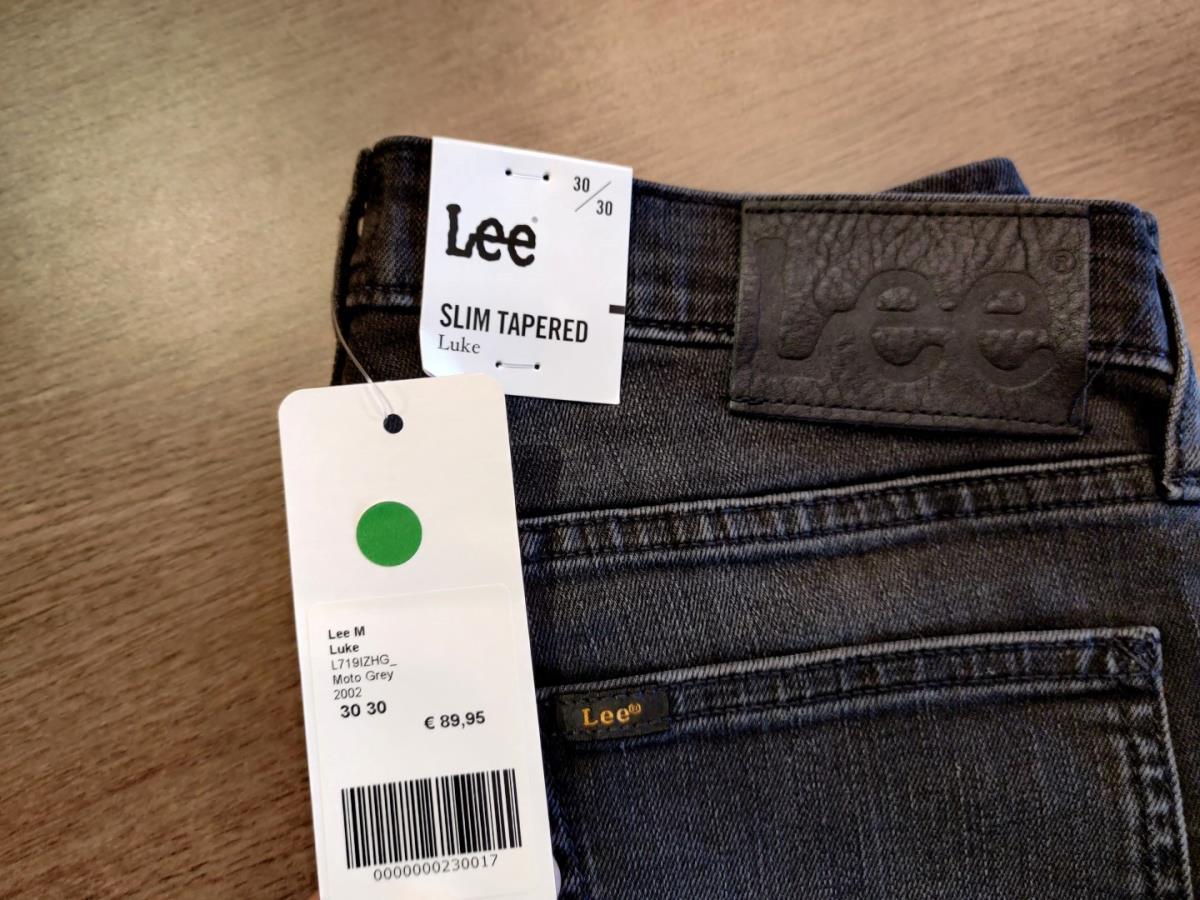 30
30
Lee®
SLIM TAPERED
Luke
Lee®
Lee M
Luke
L719IZHG_
Moto Grey
2002
30 30
€ 89,95
0000000230017
Lee®